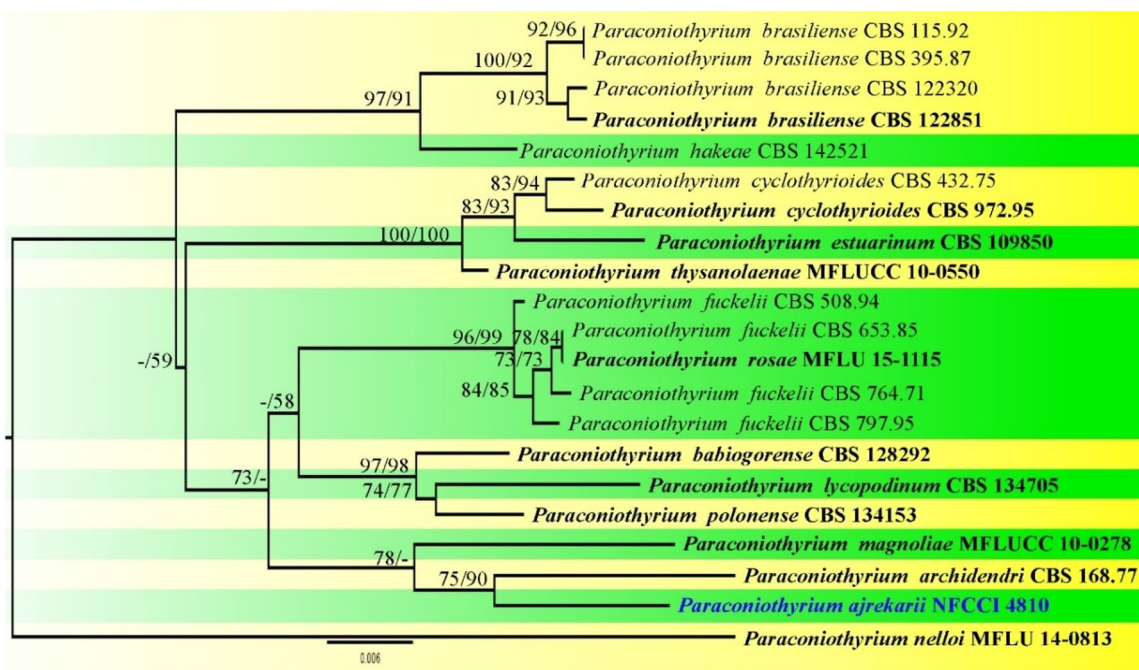 92/96
Paraconiothyrium brasiliense CBS 115.92
Paraconiothyrium brasiliense CBS 395.87
100/92
91/93
Paraconiothyrium brasiliense CBS 122320
Paraconiothyrium brasiliense CBS 122851
97/91
Paraconiothyrium hakeae CBS 142521
83/94
Paraconiothyrium cyclothyrioides CBS 432.75
83/93
Paraconiothyrium cyclothyrioides CBS 972.95
100/100
Paraconiothyrium estuarinum CBS 109850
Paraconiothyrium thysanolaenae MFLUCC 10-0550
Paraconiothyrium fuckelii CBS 508.94
96/99
78/84
Paraconiothyrium fuckelii CBS 653.85
73/73
Paraconiothyrium rosae MFLU 15-1115
-/59
84/85
Paraconiothyrium fuckelii CBS 764.71
-/58
Paraconiothyrium fuckelii CBS 797.95
Paraconiothyrium babiogorense CBS 128292
97/98
73/-
74/77
Paraconiothyrium lycopodinum CBS 134705
Paraconiothyrium polonense CBS 134153
Paraconiothyrium magnoliae MFLUCC 10-0278
78/-
75/90
Paraconiothyrium archidendri CBS 168.77
Paraconiothyrium ajrekarii NFCCI 4810
Paraconiothyrium nelloi MFLU 14-0813
0.006